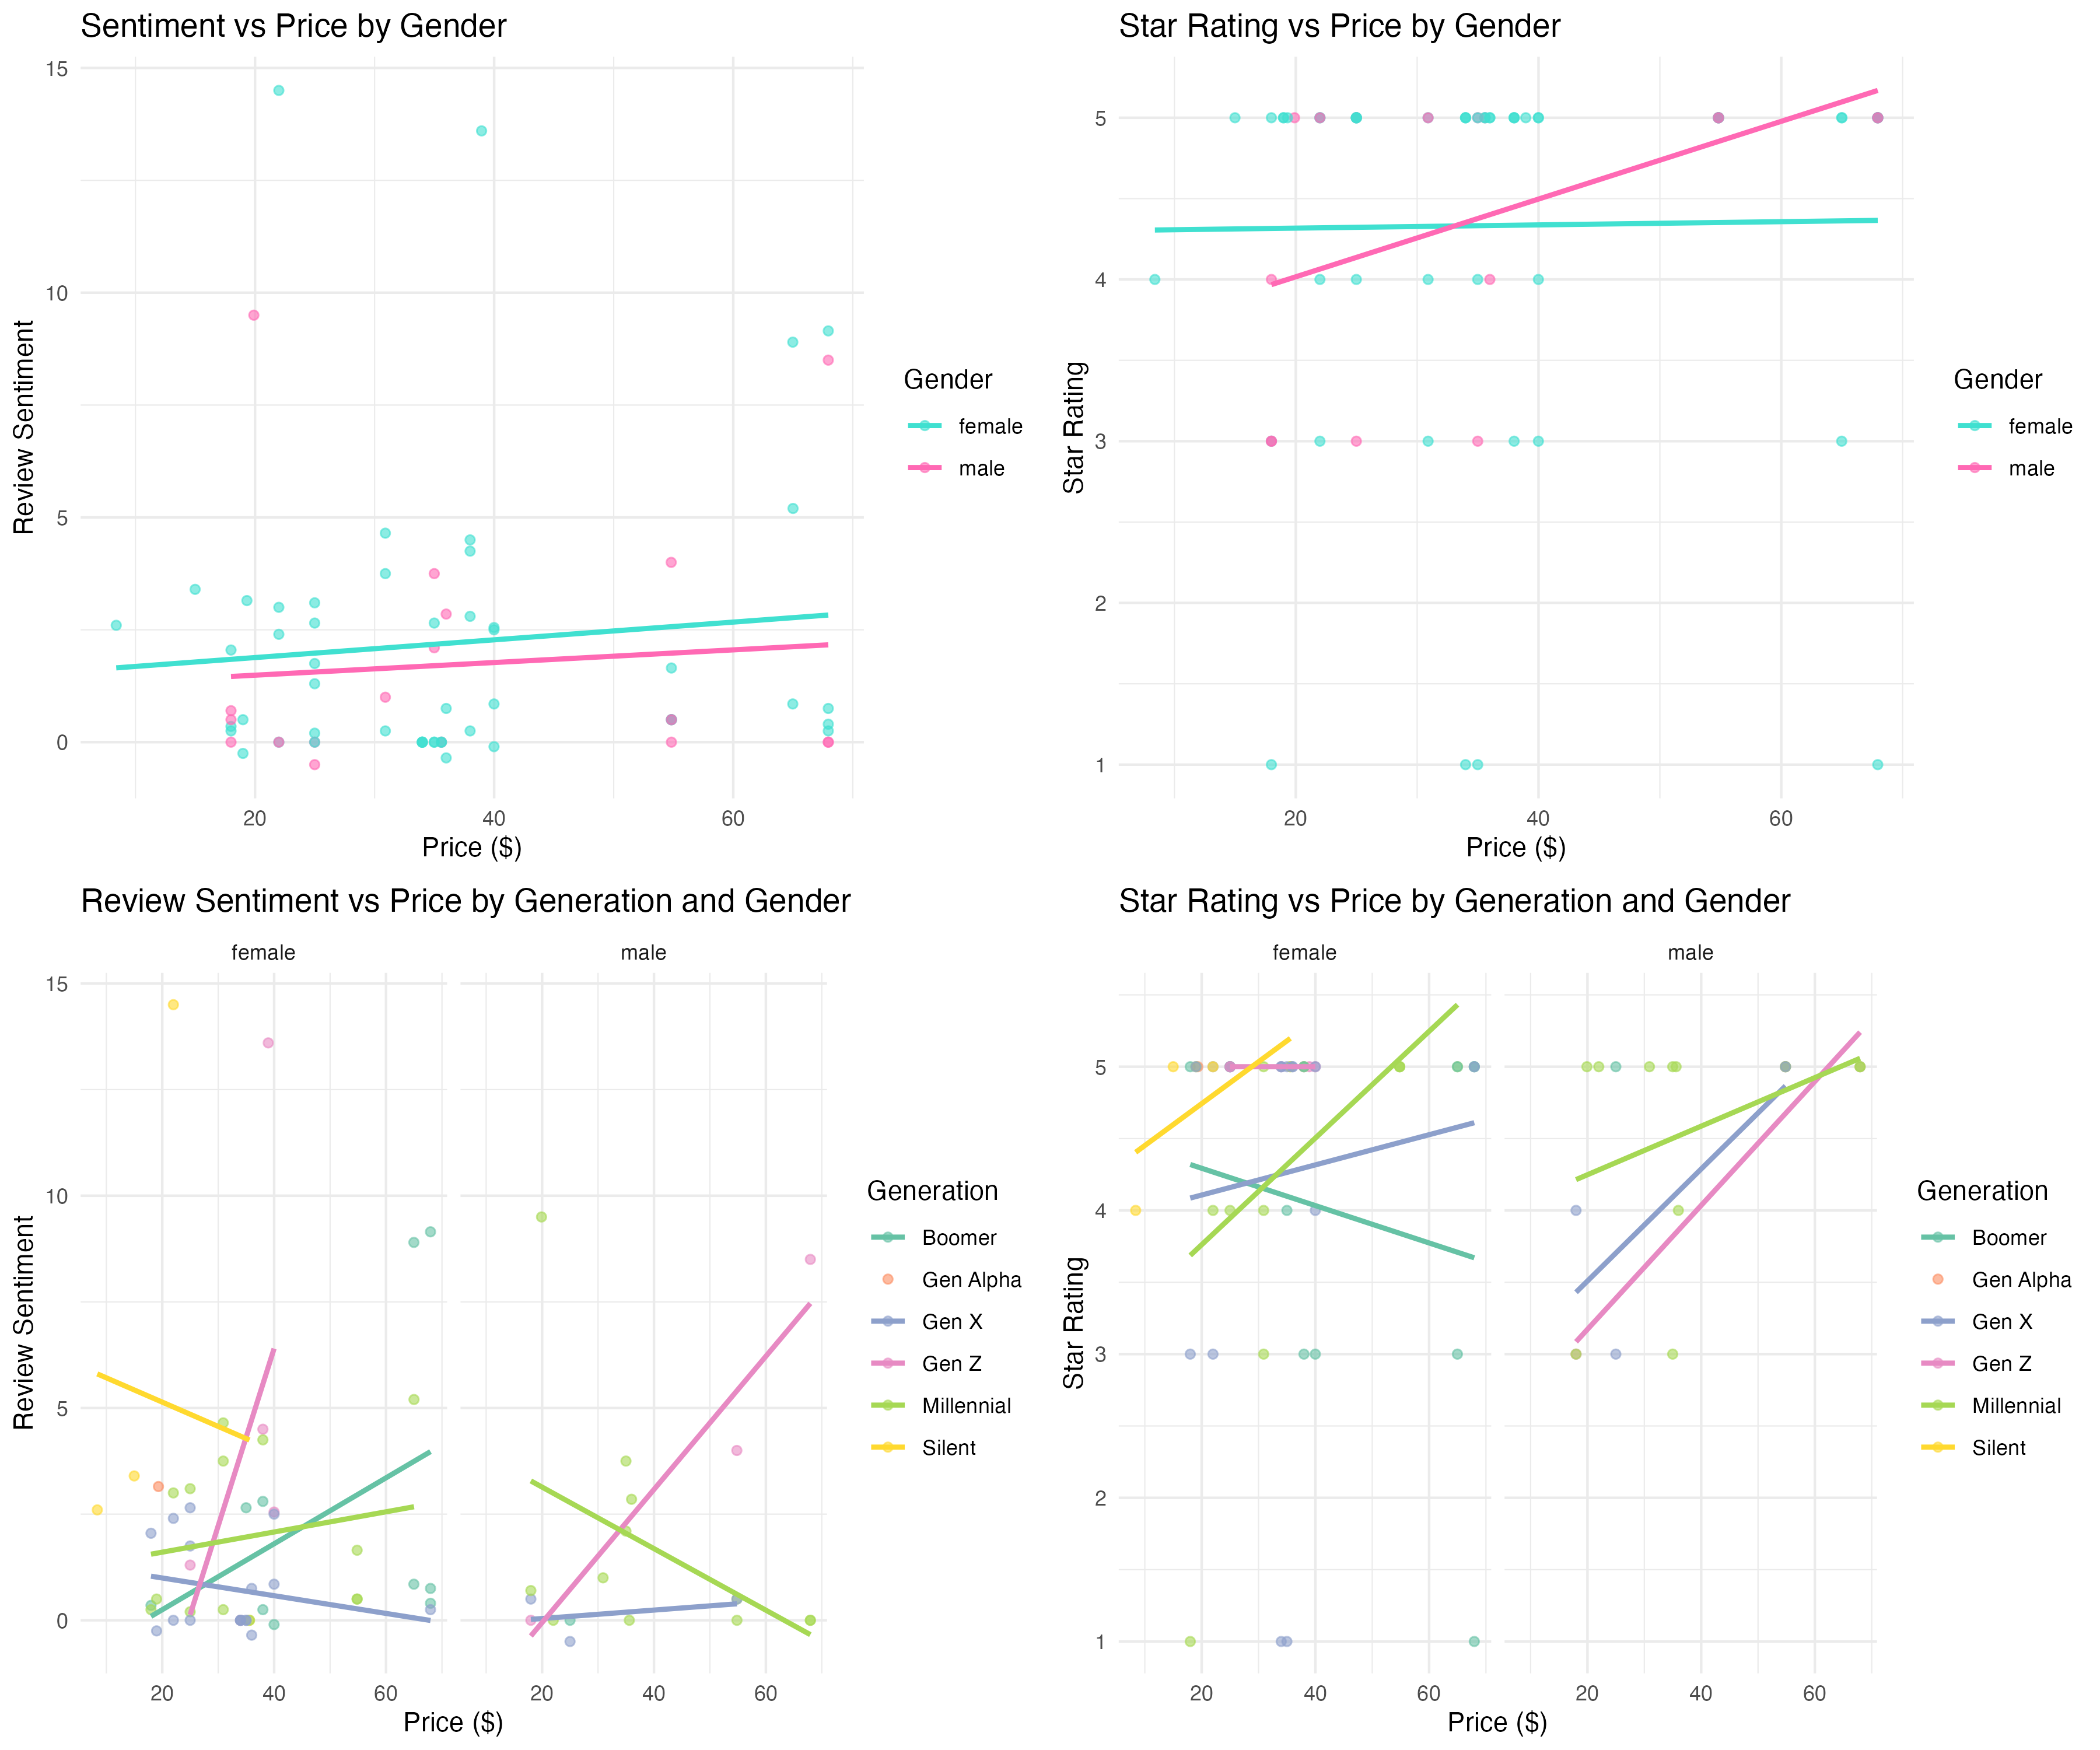 Sentiment vs Price by Gender
15
10
5
0
Review Sentiment
20 40 60
Price ($)
Gender
female
male
Star Rating vs Price by Gender
5
4
3
2
1
Star Rating
20 40 60
Price ($)
Gender
female
male
Review Sentiment vs Price by Generation and Gender
female male
15
10
5
0
Review Sentiment
20 40 60 20 40 60
Price ($)
Generation
Boomer
Gen Alpha
Gen X
Gen Z
Millennial
Silent
Star Rating vs Price by Generation and Gender
female male
5
4
3
2
1
Star Rating
20 40 60 20 40 60
Price ($)
Generation
Boomer
Gen Alpha
Gen X
Gen Z
Millennial
Silent